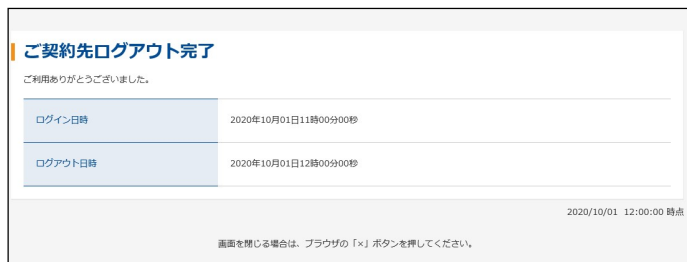 ご契約先ログアウト完了
ご利用ありがとうございました。
ログイン日時 2020年10月01日11時00分00秒
ログアウト日時 2020年10月01日12時00分00秒
2020/10/01 12:00:00 時点
画面を閉じる場合は、ブラウザの「×」ボタンを押してください。